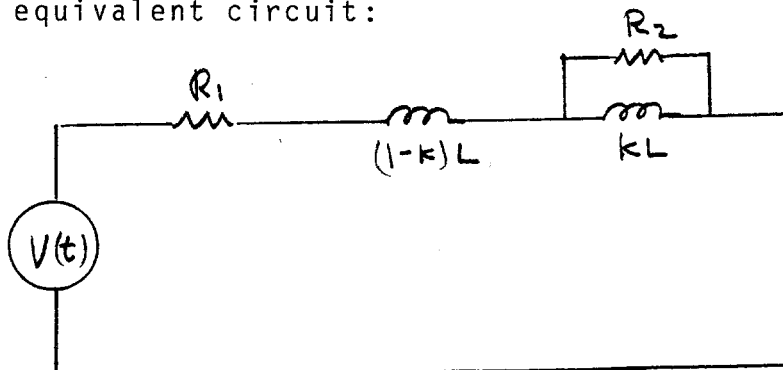 equivalent circuit:
R2
R1
(1-K)L
KL
V(t)